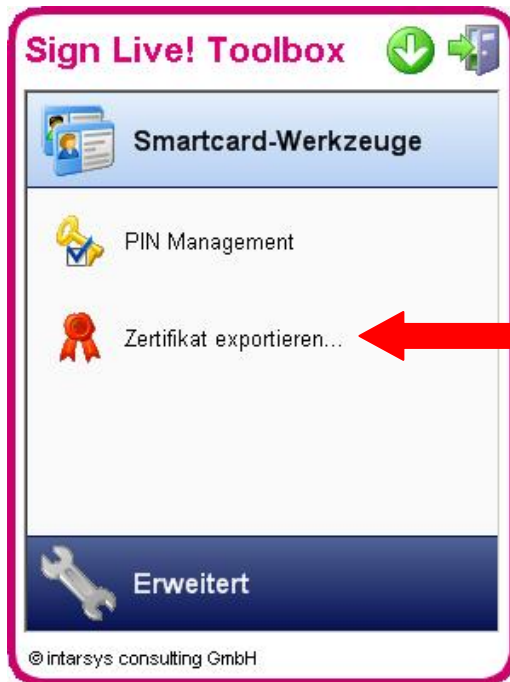 Sign Live! Toolbox
Smartcard-Werkzeuge
PIN Management
Zertifikat exportieren...
Erweitert
© intarsys consulting GmbH